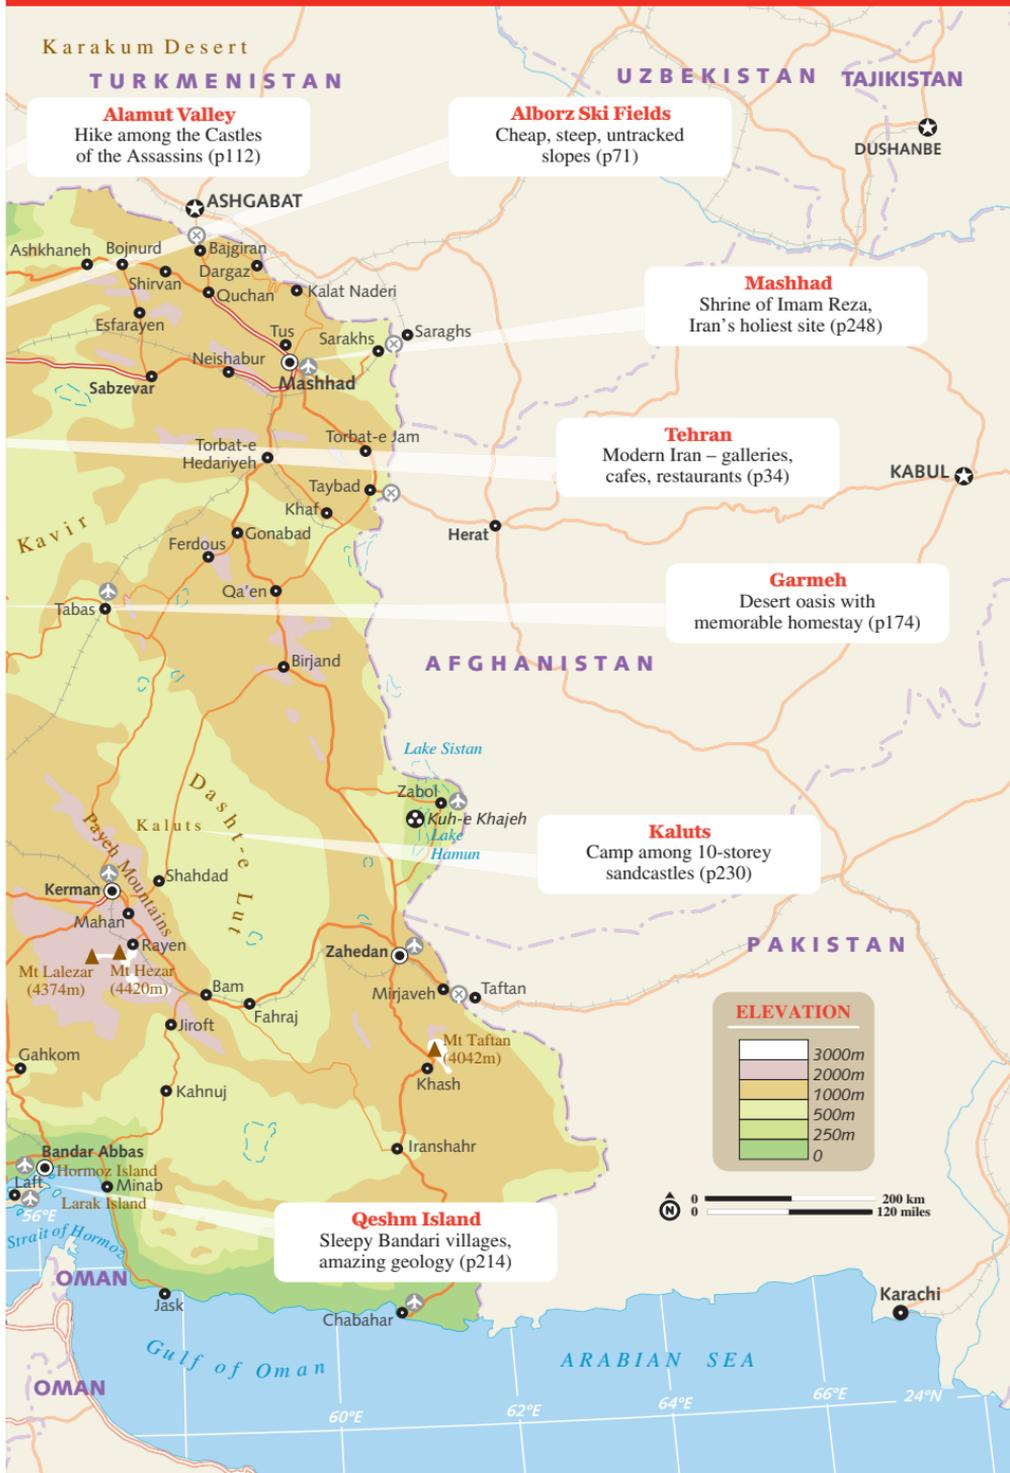 Karakum Desert
TURKMENISTAN
UZBEKISTAN
TAJIKISTAN
Alamut Valley
Hike among the Castles
of the Assassins (p112)
Alborz Ski Fields
Cheap, steep, untracked
slopes (p71)
DUSHANBE
ASHGABAT
Ashkhaneh
Bojnurd
Bajgiran
Dargaz
Shirvan
Quchan
Kalat Naderi
Mashhad
Shrine of Imam Reza,
Iran's holiest site (p248)
Esfarayen
Tus
Sarakhs
Saraghs
Neishabur
Mashhad
Sabzevar
Tehran
Modern Iran – galleries,
cafes, restaurants (p34)
Torbat-e
Hedariyeh
Torbat-e Jam
KABUL
Taybad
Khaf
Herat
Kavir
Gonabad
Ferdous
Garmeh
Desert oasis with
memorable homestay (p174)
Qa'en
Tabas
Birjand
AFGHANISTAN
Lake Sistan
Zabol
Kuh-e Khajeh
Lake
Hamun
Dasht-e Lut
Kaluts
Payeh Mountains
Kaluts
Camp among 10-storey
sandcastles (p230)
Shahdad
Kerman
Mahan
Rayen
Mt Lalezar
(4374m)
Mt Hezar
(4420m)
Zahedan
PAKISTAN
Bam
Fahraj
Mirjaveh
Taftan
Jiroft
Mt Taftan
(4042m)
Khash
ELEVATION
3000m
2000m
1000m
500m
250m
0
Gahkom
Kahnuj
Iranshahr
Bandar Abbas
Hormoz Island
Laft
Minab
Larak Island
56°E
Strait of Hormoz
N
0 200 km
0 120 miles
Qeshm Island
Sleepy Bandari villages,
amazing geology (p214)
OMAN
Jask
Chabahar
Karachi
Gulf of Oman
ARABIAN SEA
OMAN
60°E
62°E
64°E
66°E
24°N